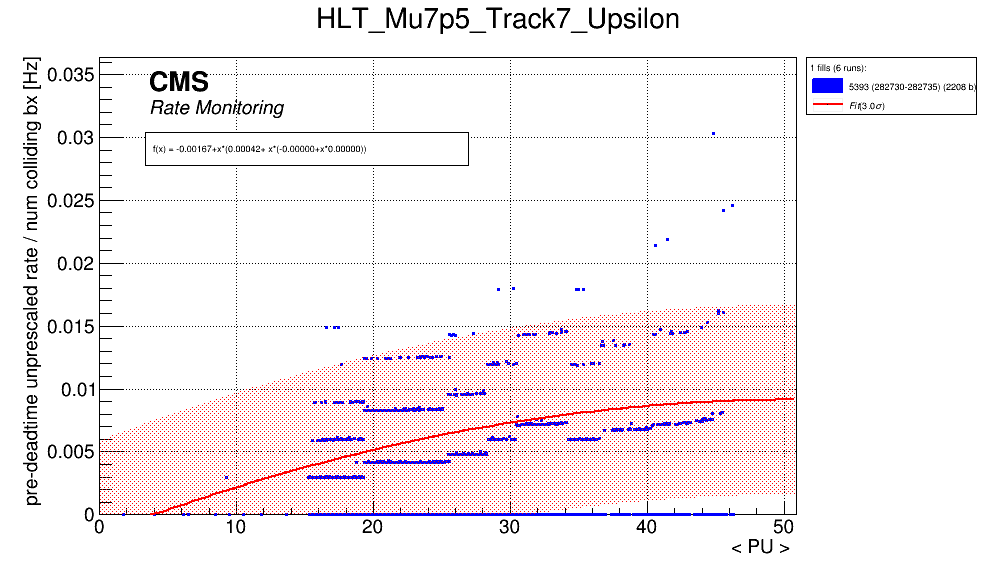 HLT_Mu7p5_Track7_Upsilon
pre-deadtime unprescaled rate / num colliding bx [Hz]
0.035
0.03
0.025
0.02
0.015
0.01
0.005
0
CMS
Rate Monitoring
f(x) = -0.00167+x*(0.00042+ x*(-0.00000+x*0.00000))
0 10 20 30 40 50
< PU >
1 fills (6 runs):
5393 (282730-282735) (2208 b)
Fit(3.0σ)